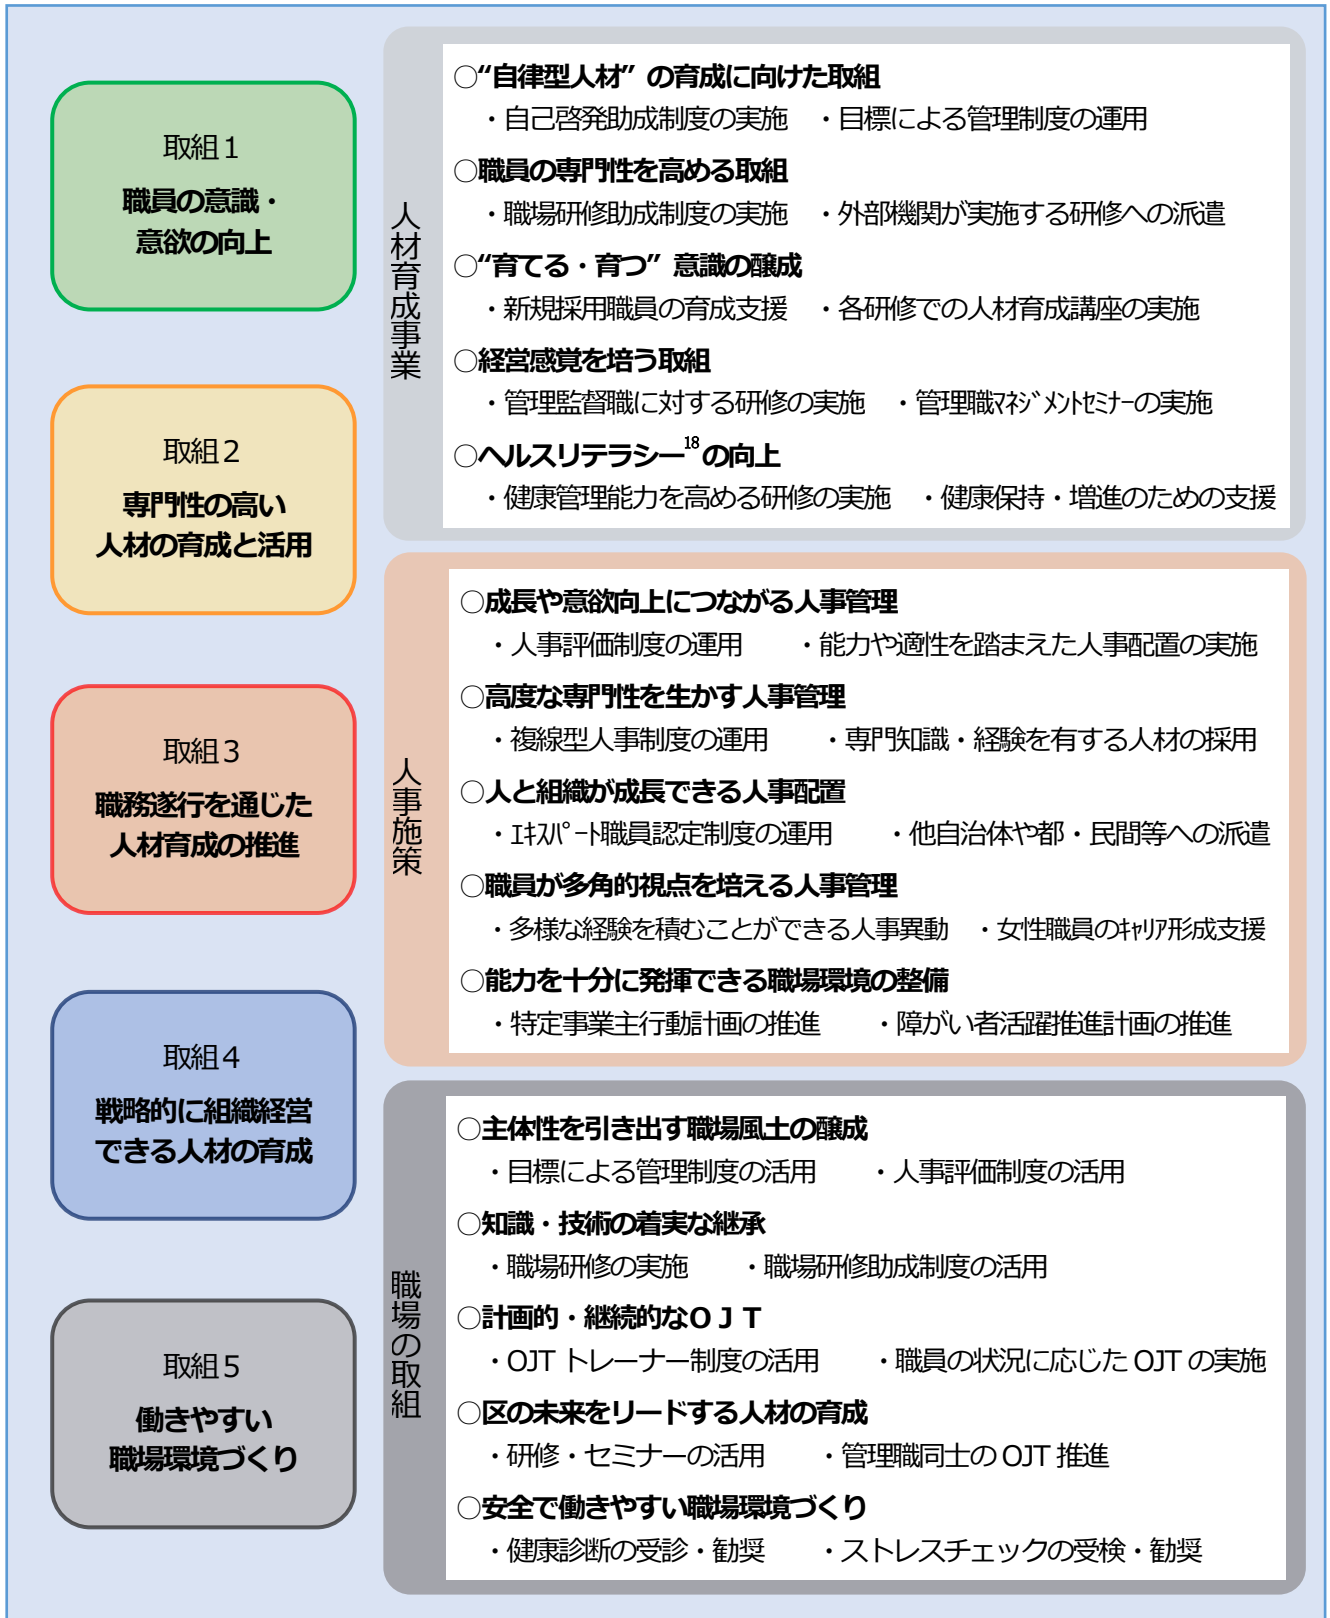 取組１
職員の意識・
意欲の向上
取組２
専門性の高い
人材の育成と活用
取組３
職務遂行を通じた
人材育成の推進
取組４
戦略的に組織経営
できる人材の育成
取組５
働きやすい
職場環境づくり
人材育成事業
○“自律型人材”の育成に向けた取組
・自己啓発助成制度の実施　・目標による管理制度の運用
○職員の専門性を高める取組
・職場研修助成制度の実施　・外部機関が実施する研修への派遣
○“育てる・育つ”意識の醸成
・新規採用職員の育成支援　・各研修での人材育成講座の実施
○経営感覚を培う取組
・管理監督職に対する研修の実施　・管理職ﾏﾈｼﾞﾒﾝﾄｾﾐﾅｰの実施
○ヘルスリテラシー18の向上
・健康管理能力を高める研修の実施　・健康保持・増進のための支援
人事施策
○成長や意欲向上につながる人事管理
・人事評価制度の運用　　・能力や適性を踏まえた人事配置の実施
○高度な専門性を生かす人事管理
・複線型人事制度の運用　　・専門知識・経験を有する人材の採用
○人と組織が成長できる人事配置
・ｴｷｽﾊﾟｰﾄ職員認定制度の運用　　・他自治体や都・民間等への派遣
○職員が多角的視点を培える人事管理
・多様な経験を積むことができる人事異動　・女性職員のｷｬﾘｱ形成支援
○能力を十分に発揮できる職場環境の整備
・特定事業主行動計画の推進　　・障がい者活躍推進計画の推進
職場の取組
○主体性を引き出す職場風土の醸成
・目標による管理制度の活用　　・人事評価制度の活用
○知識・技術の着実な継承
・職場研修の実施　　・職場研修助成制度の活用
○計画的・継続的なＯＪＴ
・OJT トレーナー制度の活用　　・職員の状況に応じた OJT の実施
○区の未来をリードする人材の育成
・研修・セミナーの活用　　・管理職同士の OJT 推進
○安全で働きやすい職場環境づくり
・健康診断の受診・勧奨　　・ストレスチェックの受検・勧奨